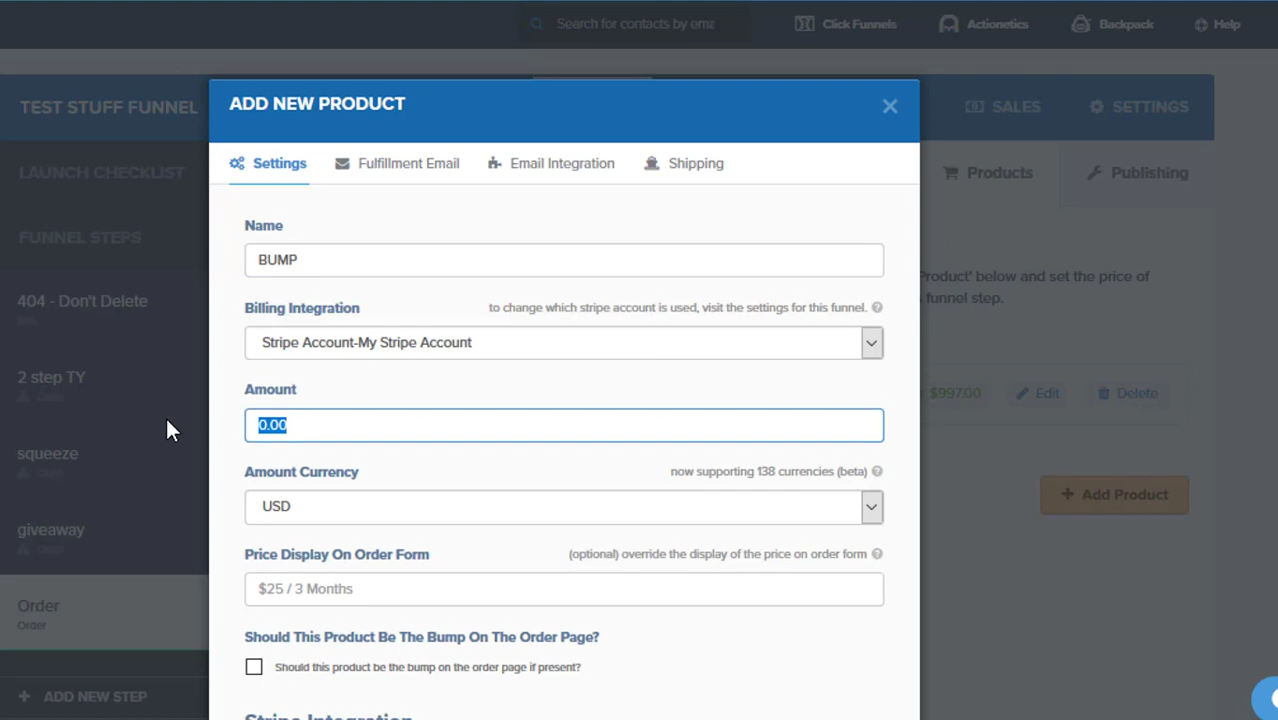 Search for contacts by ema
Click Funnels
Actionetics
Backpack
Help
TEST STUFF FUNNEL
SALES
SETTINGS
ADD NEW PRODUCT
LAUNCH CHECKLIST
Products
Publishing
Settings
Fulfillment Email
Email Integration
Shipping
FUNNEL STEPS
Name
BUMP
Product' below and set the price of
funnel step.
404 - Don't Delete
Billing Integration
to change which stripe account is used, visit the settings for this funnel.
Stripe Account-My Stripe Account
2 step TY
Amount
$997.00
Edit
Delete
0.00
squeeze
Amount Currency
now supporting 138 currencies (beta)
USD
+ Add Product
giveaway
Price Display On Order Form
(optional) override the display of the price on order form
$25 / 3 Months
Order
Order
Should This Product Be The Bump On The Order Page?
Should this product be the bump on the order page if present?
+ ADD NEW STEP
Stripe Integration